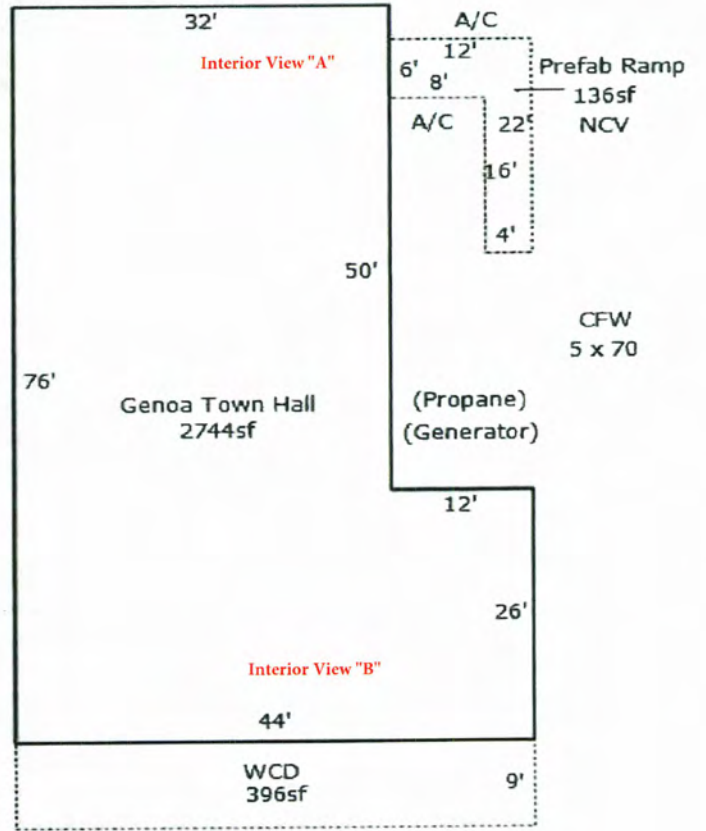 32'
A/C
Interior View "A"
12'
6'
8'
Prefab Ramp
136sf
NCV
A/C
22'
16'
4'
50'
CFW
5 x 70
76'
Genoa Town Hall
2744sf
(Propane)
(Generator)
12'
26'
Interior View "B"
44'
WCD
396sf
9'